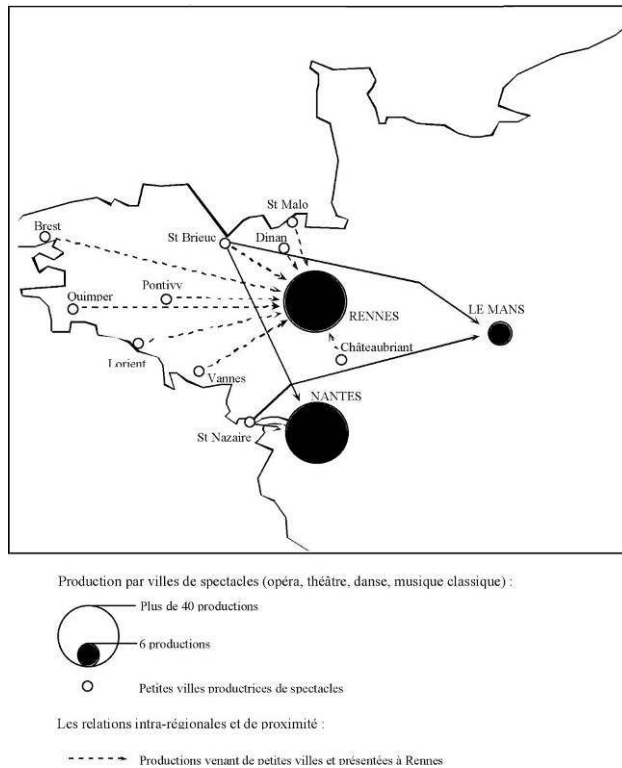 St Malo
Brest
St Brieuc
Dinan
Pontivy
Quimper
RENNES
LE MANS
Lorient
Châteaubriant
Vannes
NANTES
St Nazaire
Production par villes de spectacles (opéra, théâtre, danse, musique classique) :
Plus de 40 productions
6 productions
Petites villes productrices de spectacles
Les relations intra-régionales et de proximité :
Productions venant de petites villes et présentées à Rennes